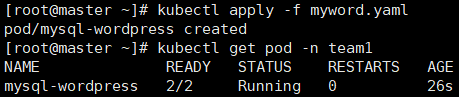 [root@master ~]# kubectl apply -f myword.yaml
pod/mysql-wordpress created
[root@master ~]# kubectl get pod -n team1
NAME READY STATUS RESTARTS AGE
mysql-wordpress 2/2 Running 0 26s